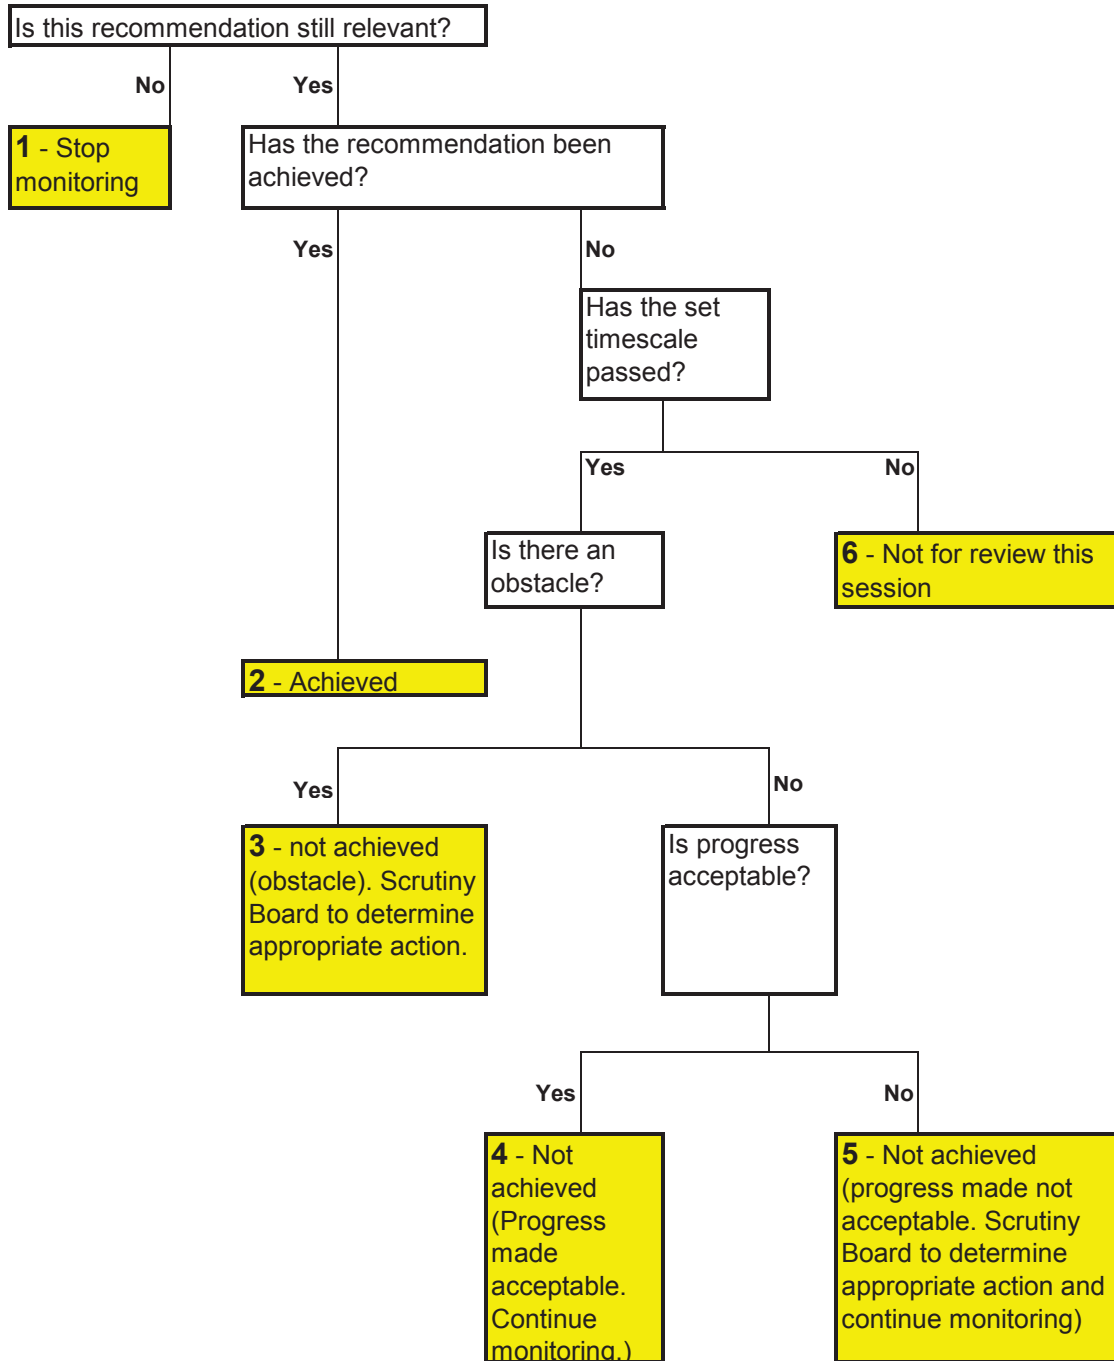 Is this recommendation still relevant?
No
Yes
1 - Stop
monitoring
Has the recommendation been
achieved?
Yes
No
Has the set
timescale
passed?
Yes
No
Is there an
obstacle?
6 - Not for review this
session
2 - Achieved
Yes
No
3 - not achieved
(obstacle). Scrutiny
Board to determine
appropriate action.
Is progress
acceptable?
Yes
No
4 - Not
achieved
(Progress
made
acceptable.
Continue
monitoring.)
5 - Not achieved
(progress made not
acceptable. Scrutiny
Board to determine
appropriate action and
continue monitoring)